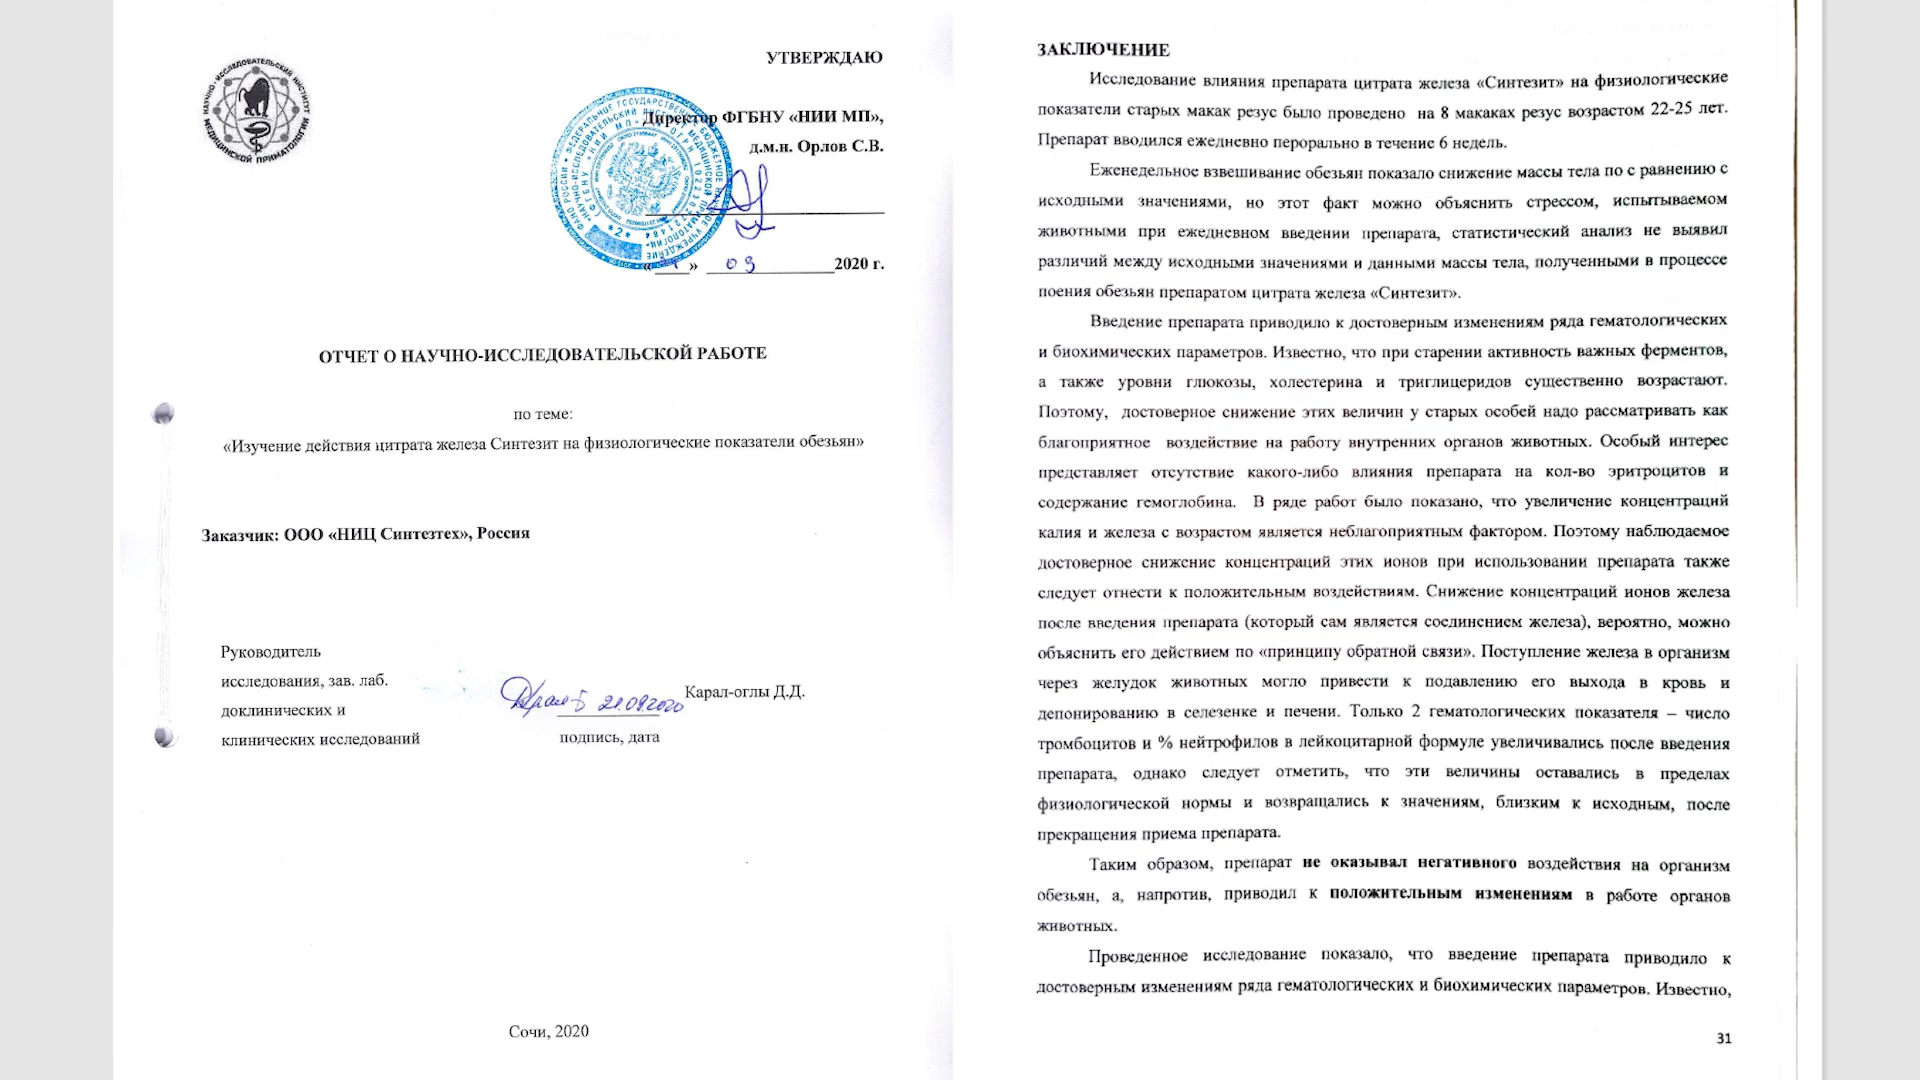 НАУЧНО-ИССЛЕДОВАТЕЛЬСКИЙ ИНСТИТУТ
МЕДИЦИНСКОЙ ПРИМАТОЛОГИИ
УТВЕРЖДАЮ
Директор ФГБНУ «НИИ МП»,
д.м.н. Орлов С.В.
« » 09 2020 г.
ОТЧЕТ О НАУЧНО-ИССЛЕДОВАТЕЛЬСКОЙ РАБОТЕ
по теме:
«Изучение действия цитрата железа Синтезит на физиологические показатели обезьян»
Заказчик: ООО «НИЦ Синтезтех», Россия
Руководитель
исследования, зав. лаб.
доклинических и
клинических исследований
21.09.2020
Карал-оглы Д.Д.
подпись, дата
Сочи, 2020
ЗАКЛЮЧЕНИЕ
Исследование влияния препарата цитрата железа «Синтезит» на физиологические
показатели старых макак резус было проведено на 8 макаках резус возрастом 22-25 лет.
Препарат вводился ежедневно перорально в течение 6 недель.
Еженедельное взвешивание обезьян показало снижение массы тела по с равнению с
исходными значениями, но этот факт можно объяснить стрессом, испытываемом
животными при ежедневном введении препарата, статистический анализ не выявил
различий между исходными значениями и данными массы тела, полученными в процессе
поения обезьян препаратом цитрата железа «Синтезит».
Введение препарата приводило к достоверным изменениям ряда гематологических
и биохимических параметров. Известно, что при старении активность важных ферментов,
а также уровни глюкозы, холестерина и триглицеридов существенно возрастают.
Поэтому, достоверное снижение этих величин у старых особей надо рассматривать как
благоприятное воздействие на работу внутренних органов животных. Особый интерес
представляет отсутствие какого-либо влияния препарата на кол-во эритроцитов и
содержание гемоглобина. В ряде работ было показано, что увеличение концентраций
калия и железа с возрастом является неблагоприятным фактором. Поэтому наблюдаемое
достоверное снижение концентраций этих ионов при использовании препарата также
следует отнести к положительным воздействиям. Снижение концентраций ионов железа
после введения препарата (который сам является соединением железа), вероятно, можно
объяснить его действием по «принципу обратной связи». Поступление железа в организм
через желудок животных могло привести к подавлению его выхода в кровь и
депонированию в селезенке и печени. Только 2 гематологических показателя – число
тромбоцитов и % нейтрофилов в лейкоцитарной формуле увеличивались после введения
препарата, однако следует отметить, что эти величины оставались в пределах
физиологической нормы и возвращались к значениям, близким к исходным, после
прекращения приема препарата.
Таким образом, препарат не оказывал негативного воздействия на организм
обезьян, а, напротив, приводил к положительным изменениям в работе органов
животных.
Проведенное исследование показало, что введение препарата приводило к
достоверным изменениям ряда гематологических и биохимических параметров. Известно,
31